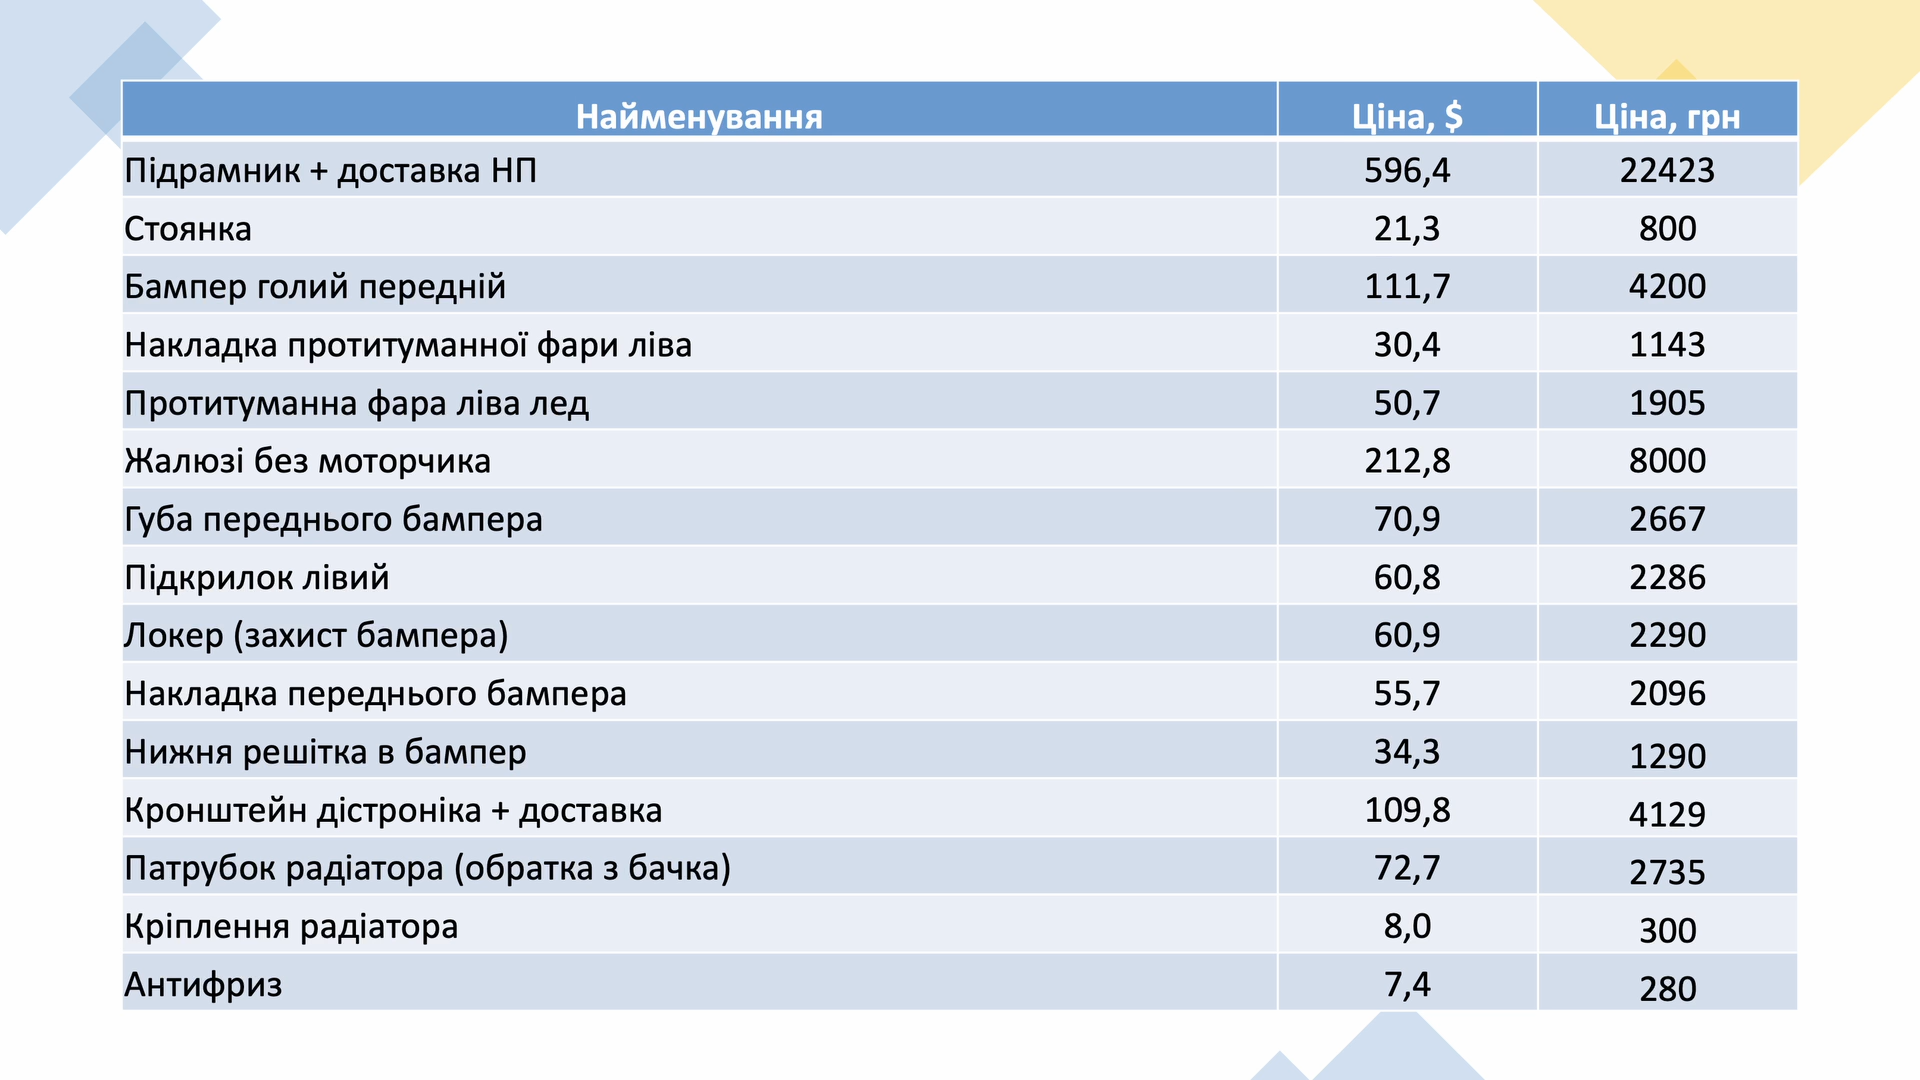 Найменування Ціна, $ Ціна, грн
Підрамник + доставка НП 596,4 22423
Стоянка 21,3 800
Бампер голий передній 111,7 4200
Накладка протитуманної фари ліва 30,4 1143
Протитуманна фара ліва лед 50,7 1905
Жалюзі без моторчика 212,8 8000
Губа переднього бампера 70,9 2667
Підкрилок лівий 60,8 2286
Локер (захист бампера) 60,9 2290
Накладка переднього бампера 55,7 2096
Нижня решітка в бампер 34,3 1290
Кронштейн дістроніка + доставка 109,8 4129
Патрубок радіатора (обратка з бачка) 72,7 2735
Кріплення радіатора 8,0 300
Антифриз 7,4 280